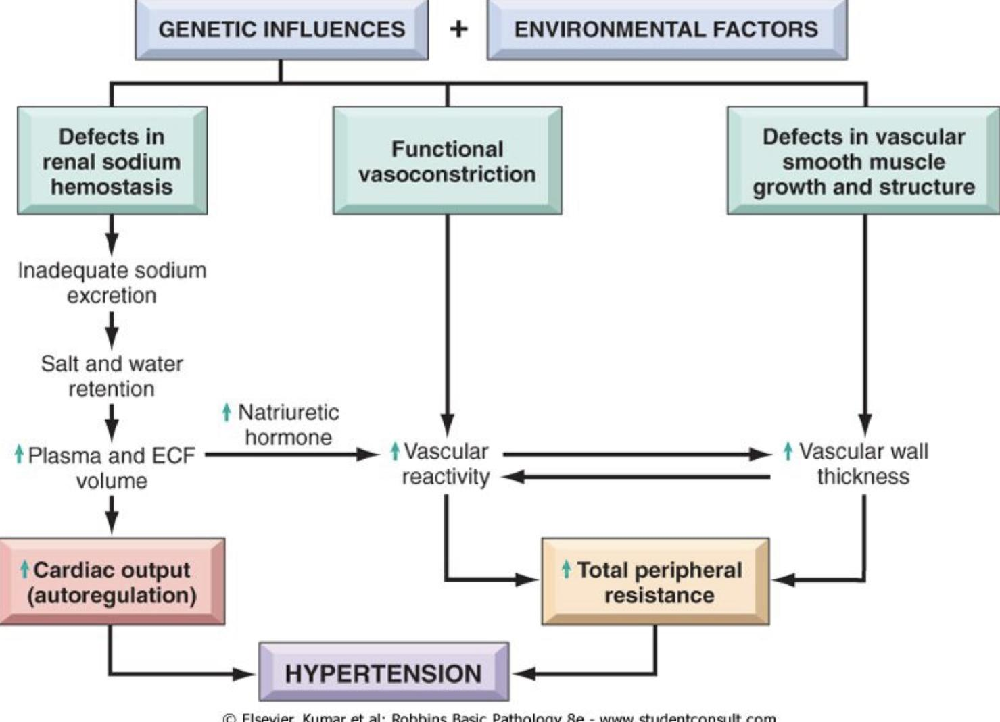 GENETIC INFLUENCES + ENVIRONMENTAL FACTORS
Defects in
renal sodium
hemostasis
Functional
vasoconstriction
Defects in vascular
smooth muscle
growth and structure
Inadequate sodium
excretion
Salt and water
retention
↑ Natriuretic
hormone
↑ Plasma and ECF
volume
↑ Vascular
reactivity
↑ Vascular wall
thickness
↑ Cardiac output
(autoregulation)
↑ Total peripheral
resistance
HYPERTENSION
© Elsevier. Kumar et al: Robbins Basic Pathology 8e - www.studentconsult.com